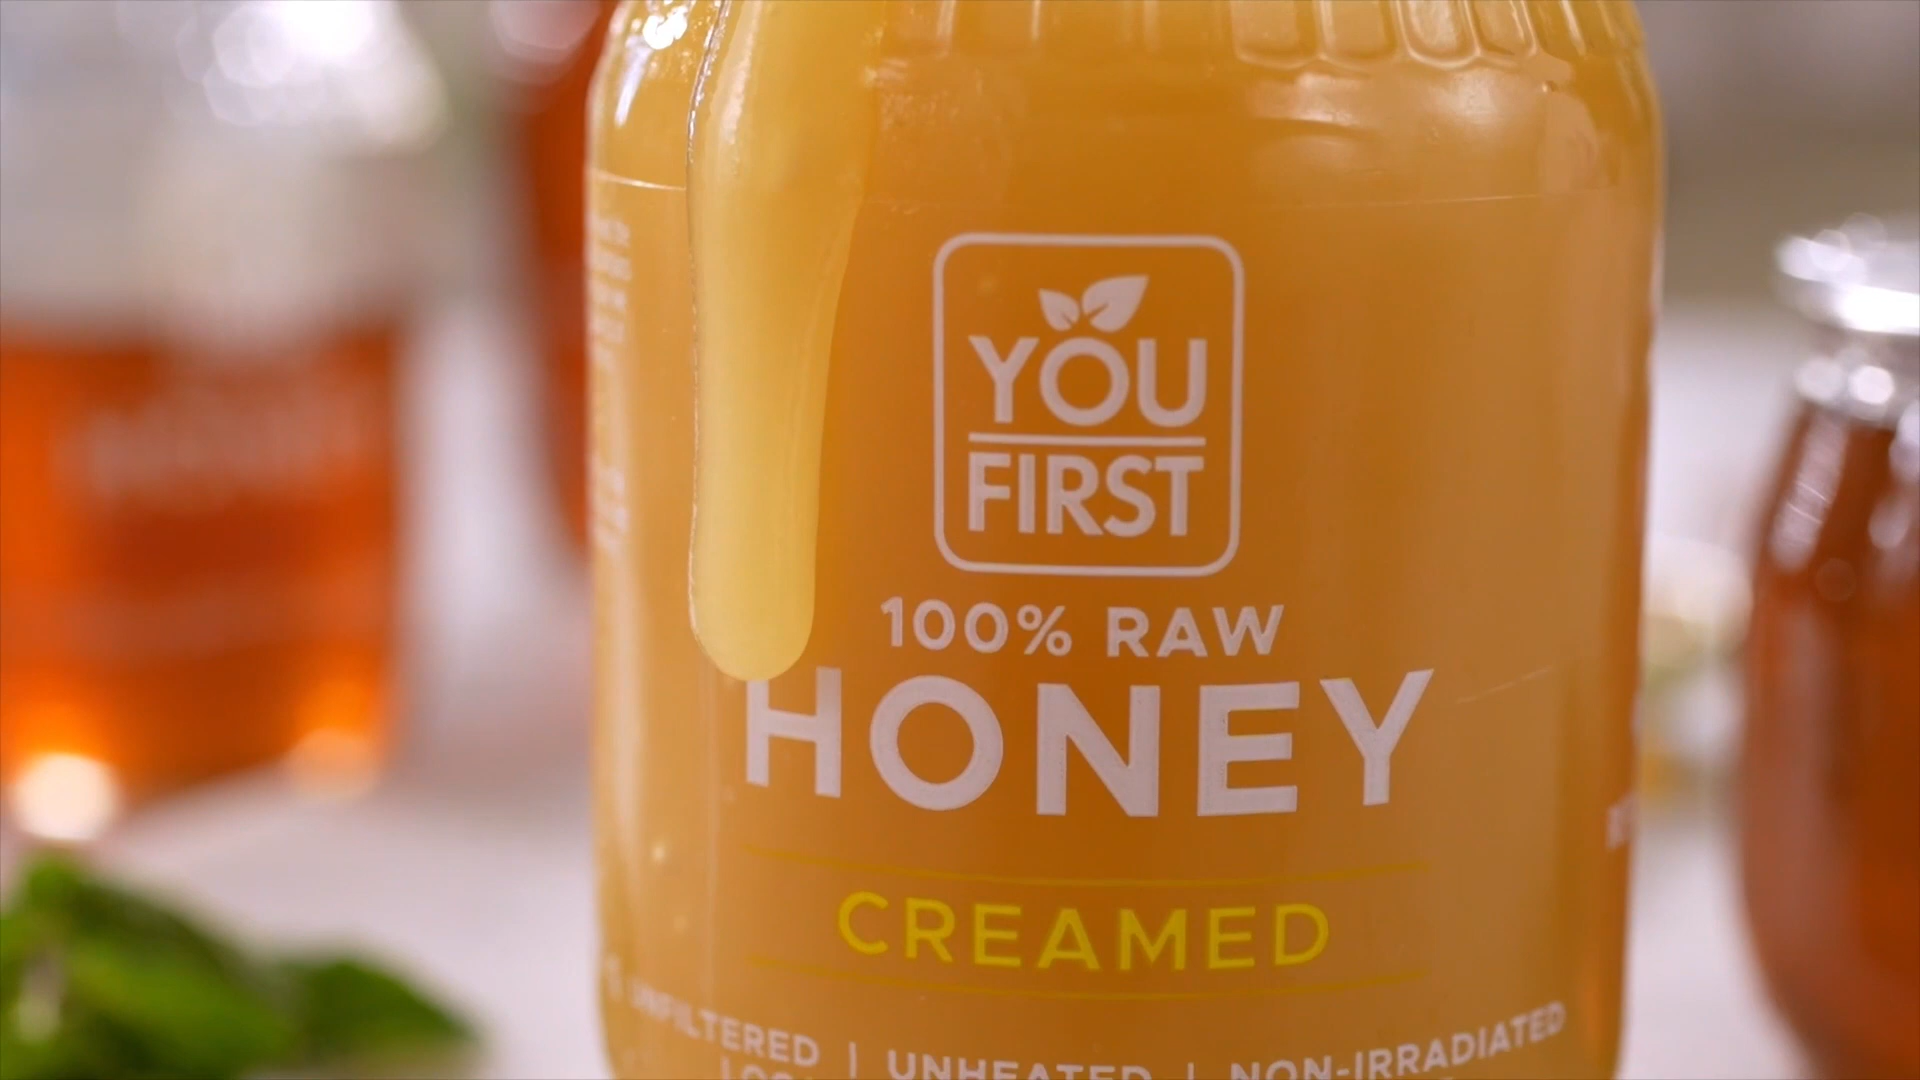 YOU
FIRST
100% RAW
HONEY
CREAMED
UNFILTERED | UNHEATED | NON-IRRADIATED